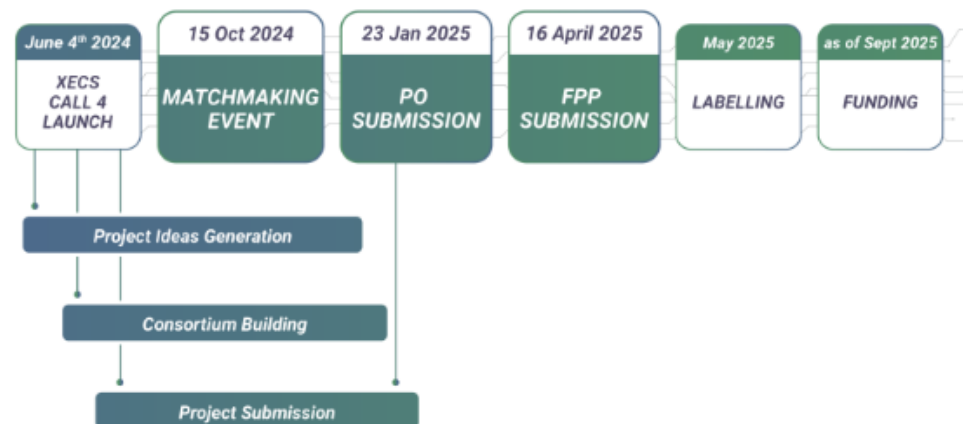 June 4th 2024
XECS
CALL 4
LAUNCH
15 Oct 2024
MATCHMAKING
EVENT
23 Jan 2025
PO
SUBMISSION
16 April 2025
FPP
SUBMISSION
May 2025
LABELLING
as of Sept 2025
FUNDING
Project Ideas Generation
Consortium Building
Project Submission